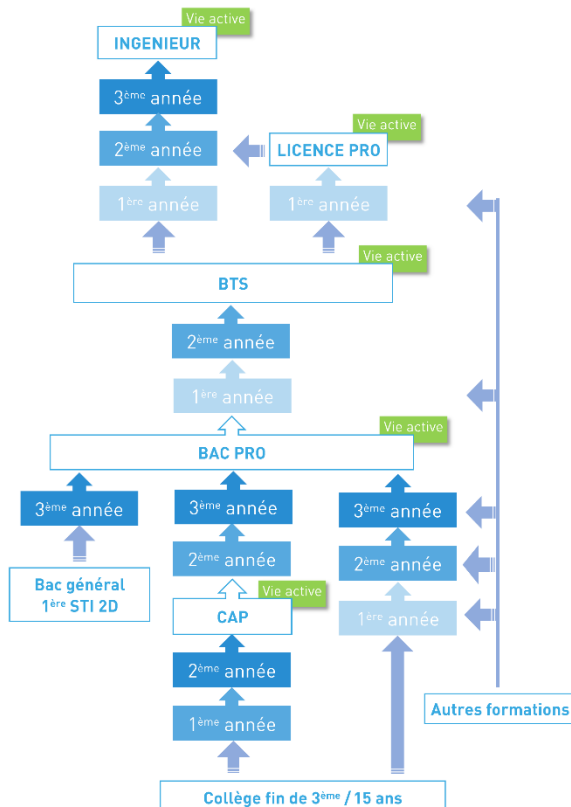 Vie active
INGENIEUR
3ème année
2ème année
Vie active
LICENCE PRO
1ère année
1ère année
Vie active
BTS
2ème année
1ère année
Vie active
BAC PRO
3ème année
3ème année
3ème année
2ème année
2ème année
Bac général
1ère STI 2D
Vie active
CAP
1ère année
2ème année
1ème année
Autres formations
Collège fin de 3ème / 15 ans